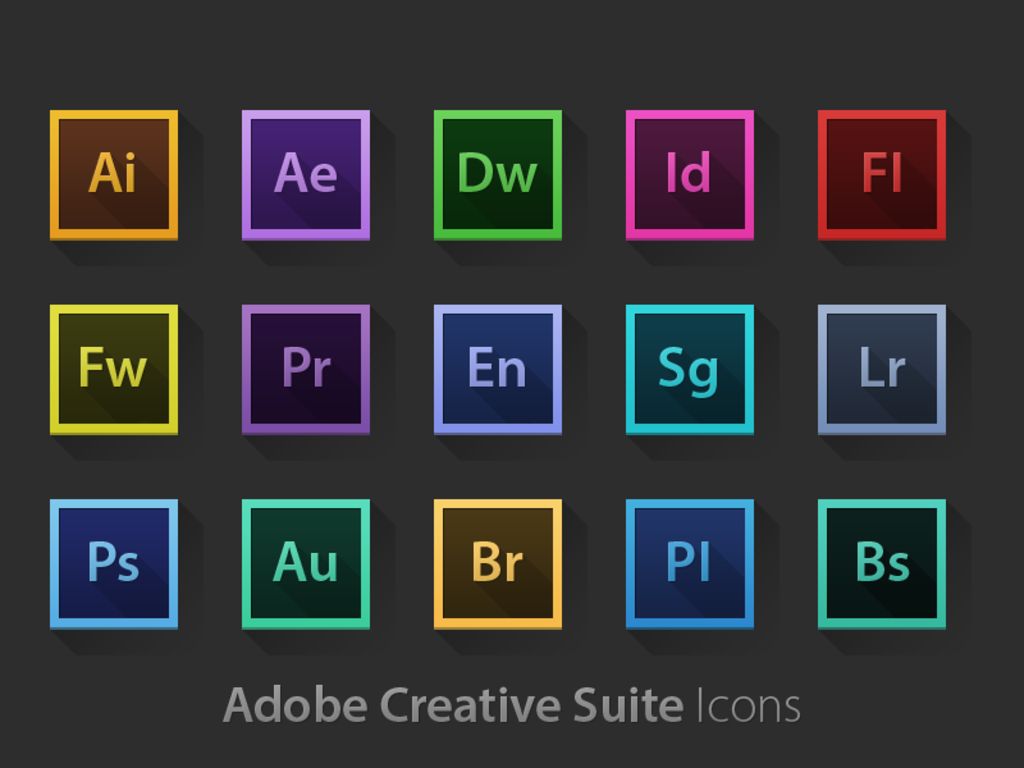 Ai Ae Dw Id Fl
Fw Pr En Sg Lr
Ps Au Br Pl Bs
Adobe Creative Suite Icons